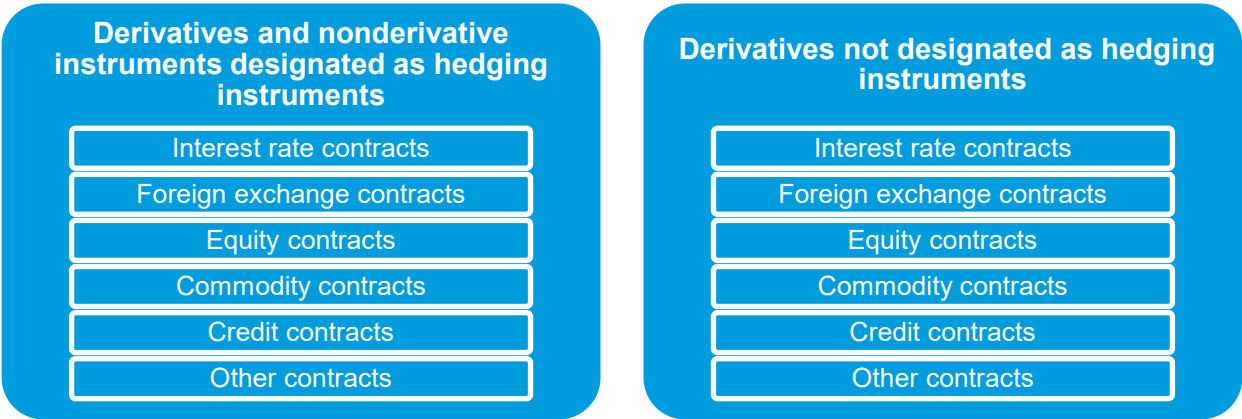 Derivatives and nonderivative
instruments designated as hedging
instruments
Interest rate contracts
Foreign exchange contracts
Equity contracts
Commodity contracts
Credit contracts
Other contracts
Derivatives not designated as hedging
instruments
Interest rate contracts
Foreign exchange contracts
Equity contracts
Commodity contracts
Credit contracts
Other contracts